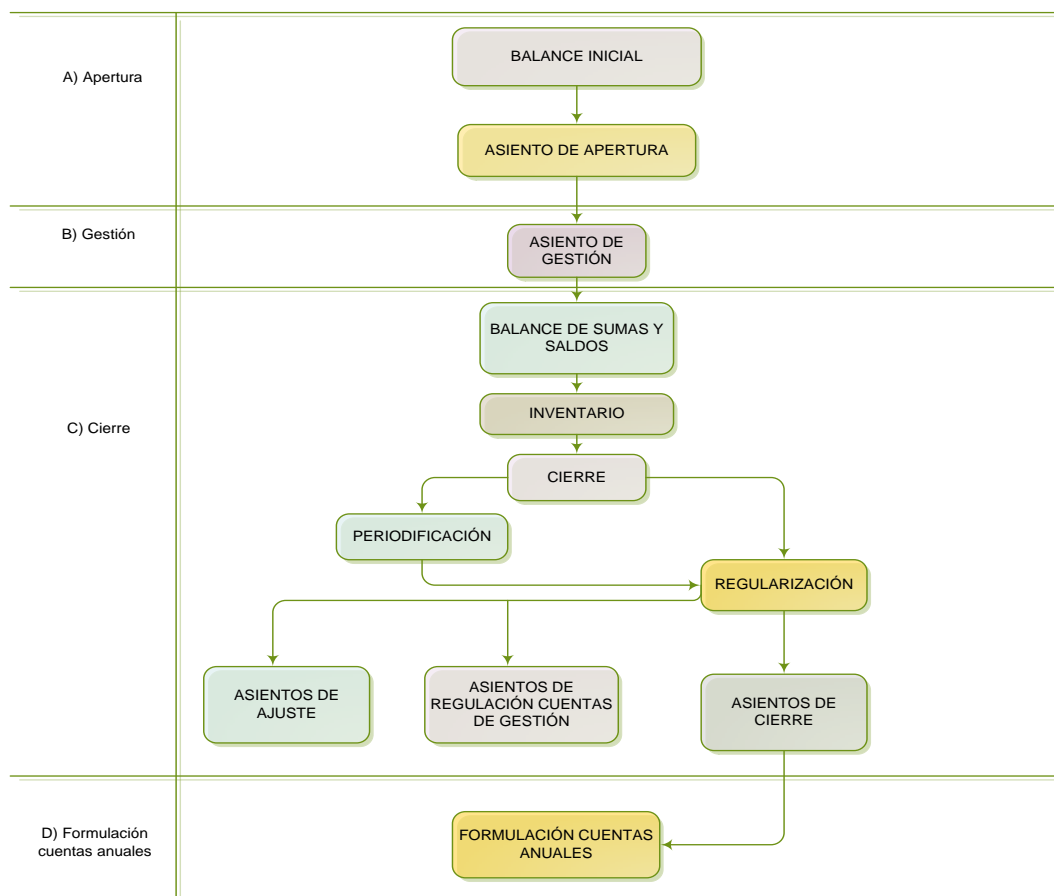 A) Apertura
BALANCE INICIAL
ASIENTO DE APERTURA
B) Gestión
ASIENTO DE
GESTIÓN
C) Cierre
BALANCE DE SUMAS Y
SALDOS
INVENTARIO
CIERRE
PERIODIFICACIÓN
REGULARIZACIÓN
ASIENTOS DE
AJUSTE
ASIENTOS DE
REGULACIÓN CUENTAS
DE GESTIÓN
ASIENTOS DE
CIERRE
D) Formulación
cuentas anuales
FORMULACIÓN CUENTAS
ANUALES